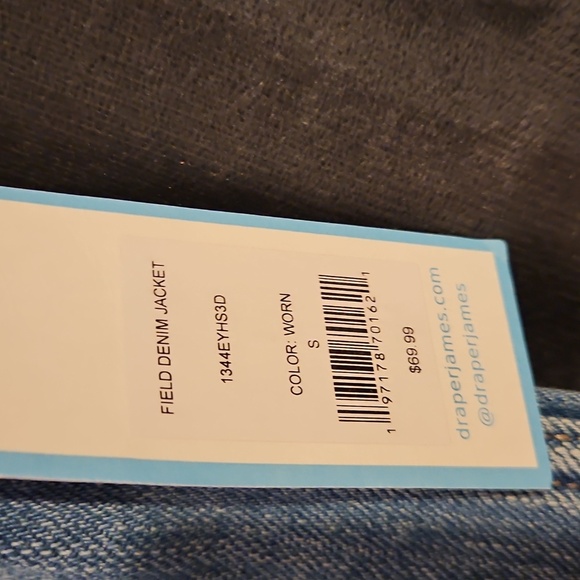 FIELD DENIM JACKET
1344EYHS3D
COLOR: WORN
S
1 97178 70162 1
$69.99
draperjames.com
@draperjames